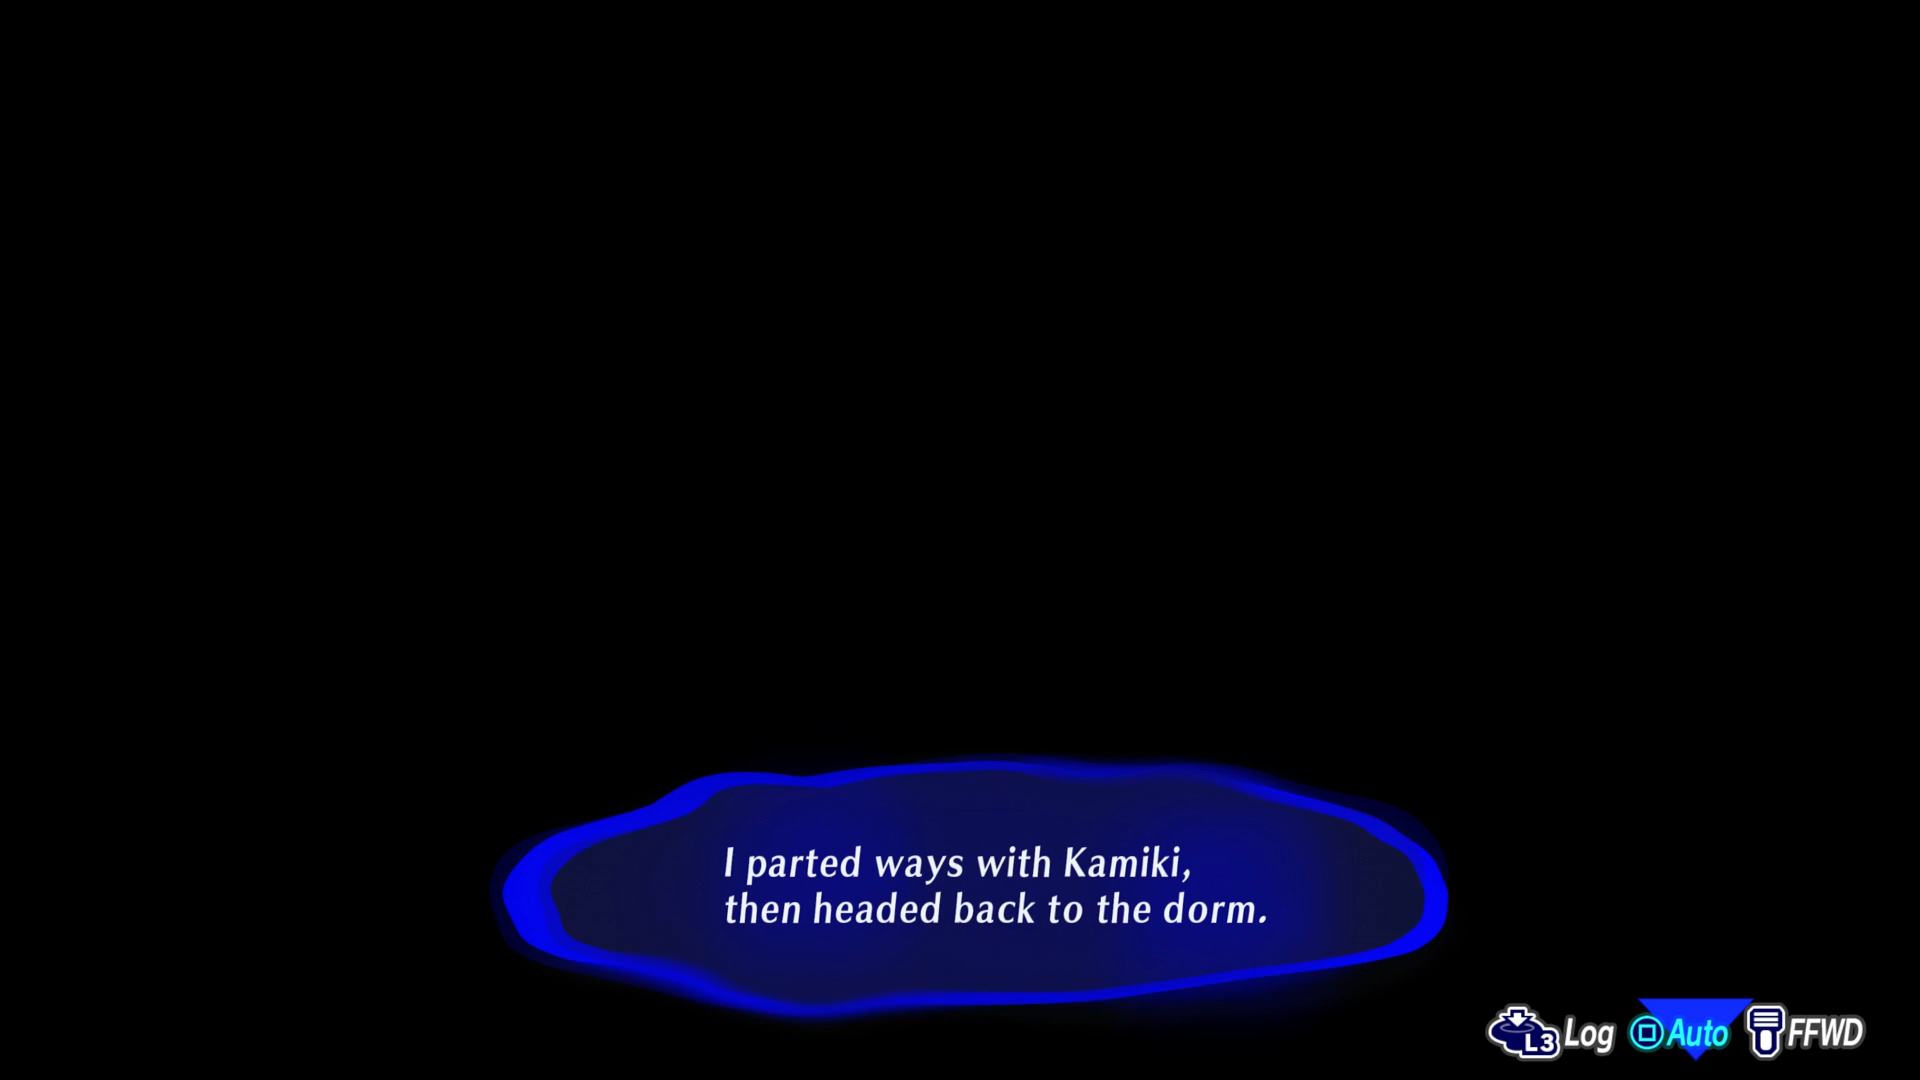 I parted ways with Kamiki,
then headed back to the dorm.
L3 Log Auto FFWD